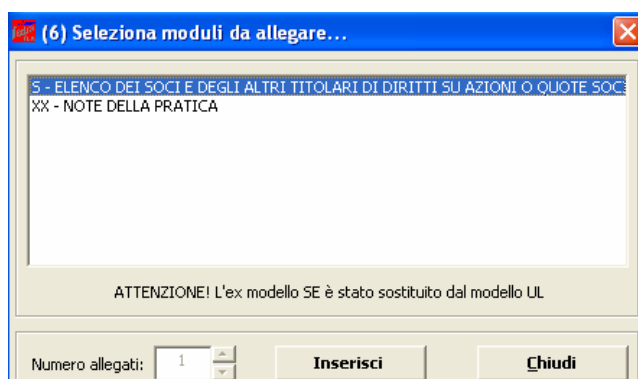 (6) Seleziona moduli da allegare...
S - ELENCO DEI SOCI E DEGLI ALTRI TITOLARI DI DIRITTI SU AZIONI O QUOTE SOC
XX - NOTE DELLA PRATICA
ATTENZIONE! L'ex modello SE è stato sostituito dal modello UL
Numero allegati: 1 Inserisci Chiudi